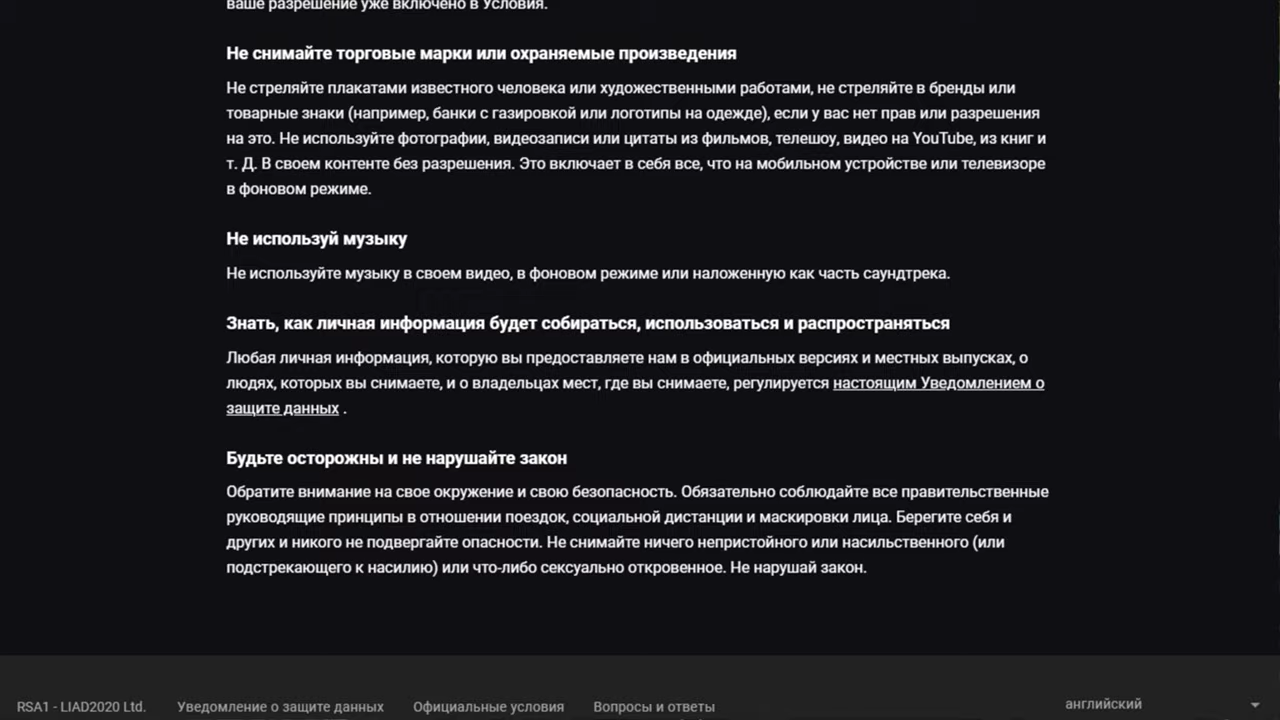 ваше разрешение уже включено в Условия.
Не снимайте торговые марки или охраняемые произведения
Не стреляйте плакатами известного человека или художественными работами, не стреляйте в бренды или
товарные знаки (например, банки с газировкой или логотипы на одежде), если у вас нет прав или разрешения
на это. Не используйте фотографии, видеозаписи или цитаты из фильмов, телешоу, видео на YouTube, из книг и
т. Д. В своем контенте без разрешения. Это включает в себя все, что на мобильном устройстве или телевизоре
в фоновом режиме.
Не используй музыку
Не используйте музыку в своем видео, в фоновом режиме или наложенную как часть саундтрека.
Знать, как личная информация будет собираться, использоваться и распространяться
Любая личная информация, которую вы предоставляете нам в официальных версиях и местных выпусках, о
людях, которых вы снимаете, и о владельцах мест, где вы снимаете, регулируется настоящим Уведомлением о
защите данных .
Будьте осторожны и не нарушайте закон
Обратите внимание на свое окружение и свою безопасность. Обязательно соблюдайте все правительственные
руководящие принципы в отношении поездок, социальной дистанции и маскировки лица. Берегите себя и
других и никого не подвергайте опасности. Не снимайте ничего непристойного или насильственного (или
подстрекающего к насилию) или что-либо сексуально откровенное. Не нарушай закон.
RSA1 - LIAD2020 Ltd. Уведомление о защите данных Официальные условия Вопросы и ответы английский